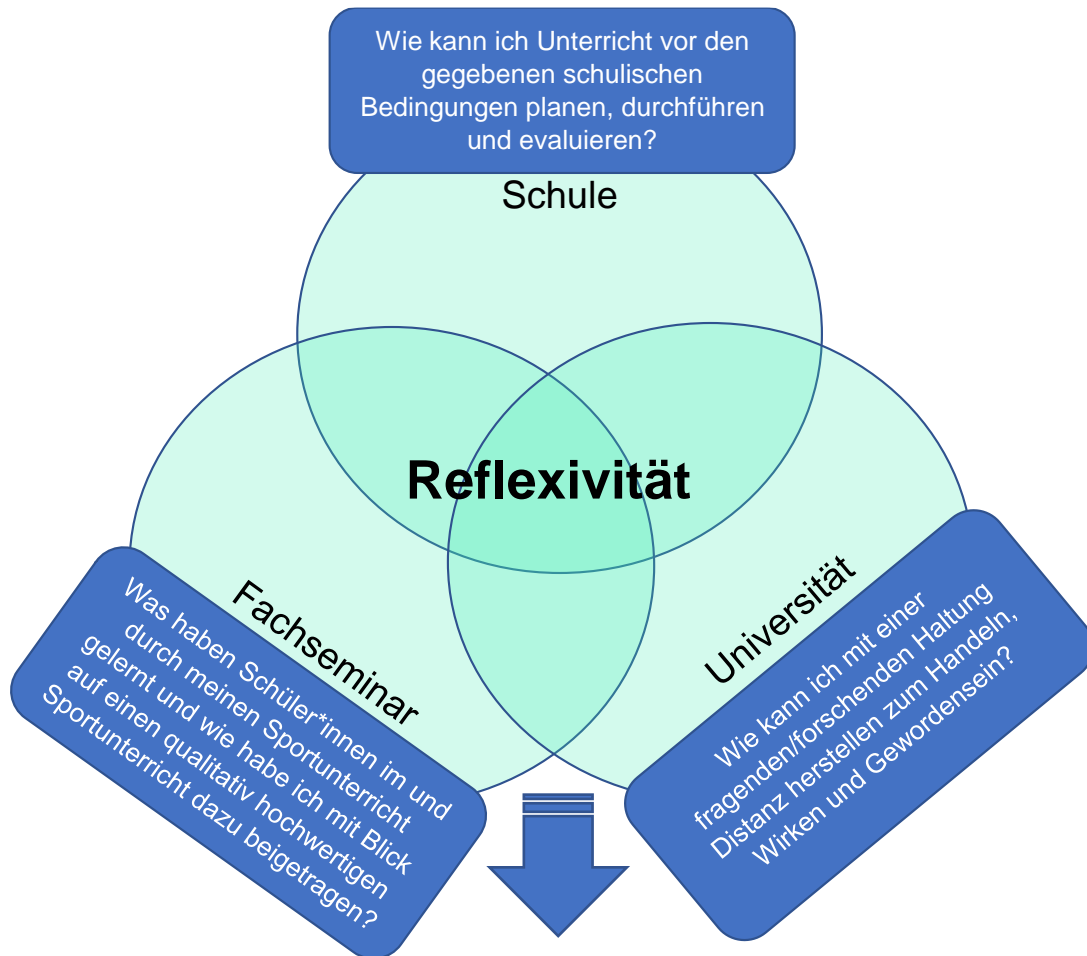 Wie kann ich Unterricht vor den
gegebenen schulischen
Bedingungen planen, durchführen
und evaluieren?
Schule
Reflexivität
Fachseminar
Was haben Schüler*innen im und
durch meinen Sportunterricht
gelernt und wie habe ich mit Blick
auf einen qualitativ hochwertigen
Sportunterricht dazu beigetragen?
Universität
Wie kann ich mit einer
fragenden/forschenden Haltung
Distanz herstellen zum Handeln,
Wirken und Gewordensein?